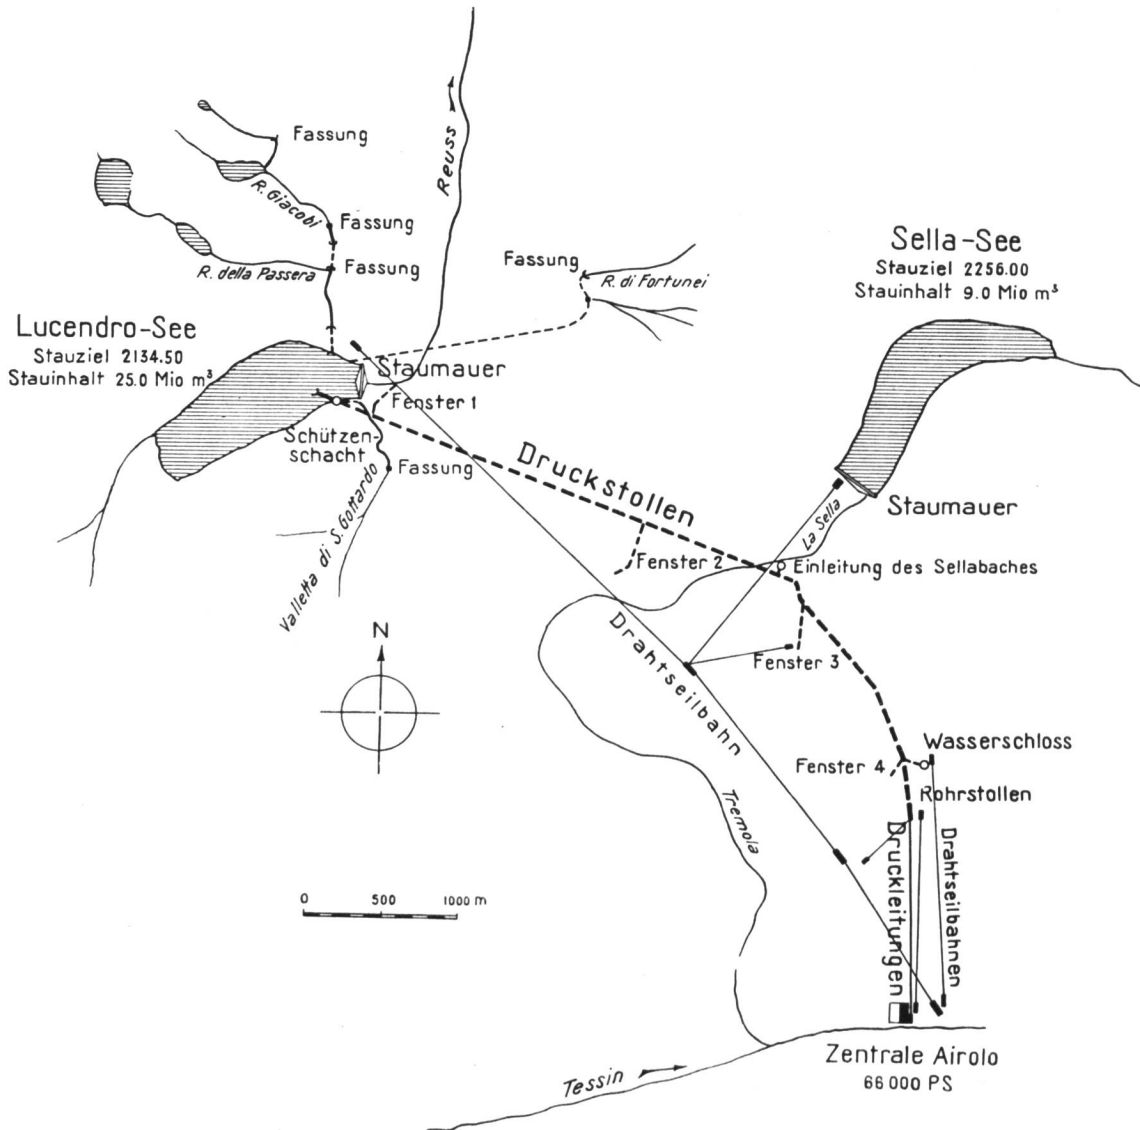 Reuss
Fassung
R. Giacobi
Fassung
R. della Passera
Fassung
Fassung
R. di Fortunei
Sella-See
Stauziel 2256.00
Stauinhalt 9.0 Mio m³
Lucendro-See
Stauziel 2134.50
Stauinhalt 25.0 Mio m³
Staumauer
Fenster 1
Schützen-
schacht
Fassung
Valletta di S. Gottardo
Druckstollen
Staumauer
La Sella
Fenster 2
Einleitung des Sellabaches
N
Drahtseilbahn
Fenster 3
Wasserschloss
Fenster 4
Rohrstollen
Tremola
Druckleitungen
Drahtseilbahnen
0 500 1000 m
Zentrale Airolo
66000 PS
Tessin